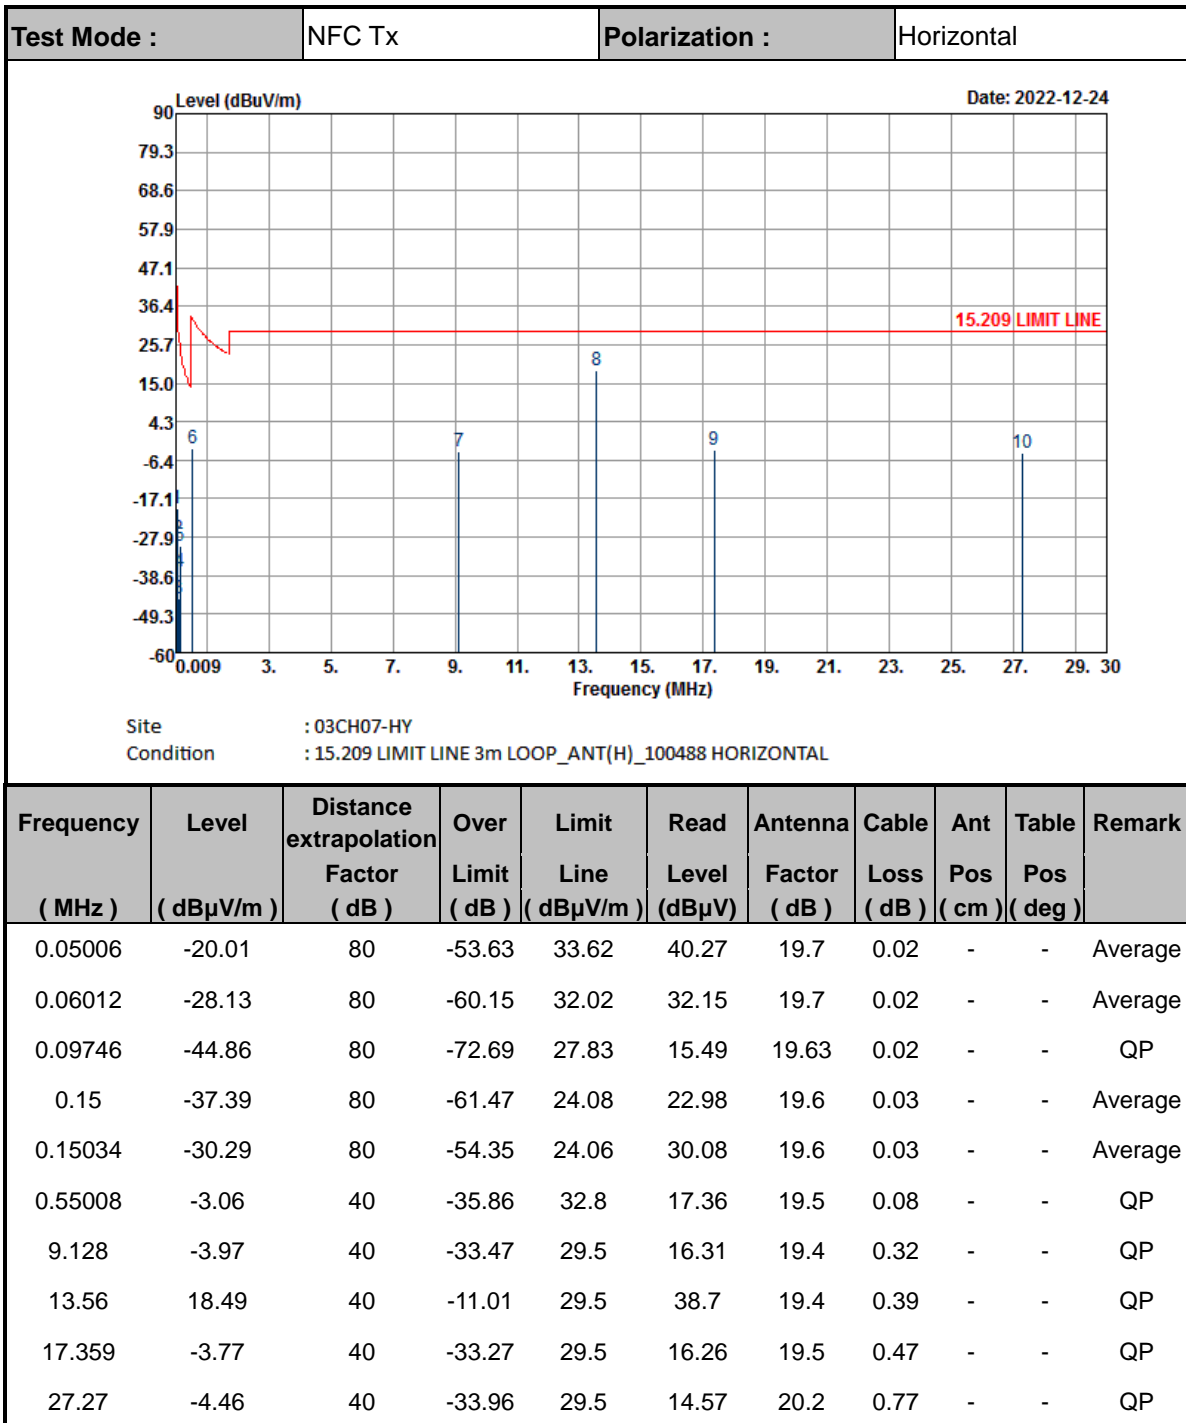 Test Mode : NFC Tx Polarization : Horizontal
Level (dBuV/m) Date: 2022-12-24
90
79.3
68.6
57.9
47.1
36.4
15.209 LIMIT LINE
25.7
8
15.0
4.3
6 7 9 10
-6.4
-17.1
1
2
-27.9
-38.6
-49.3
-60
0.009 3. 5. 7. 9. 11. 13. 15. 17. 19. 21. 23. 25. 27. 29. 30
Frequency (MHz)
Site : 03CH07-HY
Condition : 15.209 LIMIT LINE 3m LOOP_ANT(H)_100488 HORIZONTAL
Frequency Level Distance extrapolation Over Limit Read Antenna Cable Ant Table Remark
Factor Limit Line Level Factor Loss Pos Pos
( MHz ) ( dBµV/m ) ( dB ) ( dB ) ( dBµV/m ) (dBµV) ( dB ) ( dB ) ( cm ) ( deg )
0.05006 -20.01 80 -53.63 33.62 40.27 19.7 0.02 - - Average
0.06012 -28.13 80 -60.15 32.02 32.15 19.7 0.02 - - Average
0.09746 -44.86 80 -72.69 27.83 15.49 19.63 0.02 - - QP
0.15 -37.39 80 -61.47 24.08 22.98 19.6 0.03 - - Average
0.15034 -30.29 80 -54.35 24.06 30.08 19.6 0.03 - - Average
0.55008 -3.06 40 -35.86 32.8 17.36 19.5 0.08 - - QP
9.128 -3.97 40 -33.47 29.5 16.31 19.4 0.32 - - QP
13.56 18.49 40 -11.01 29.5 38.7 19.4 0.39 - - QP
17.359 -3.77 40 -33.27 29.5 16.26 19.5 0.47 - - QP
27.27 -4.46 40 -33.96 29.5 14.57 20.2 0.77 - - QP